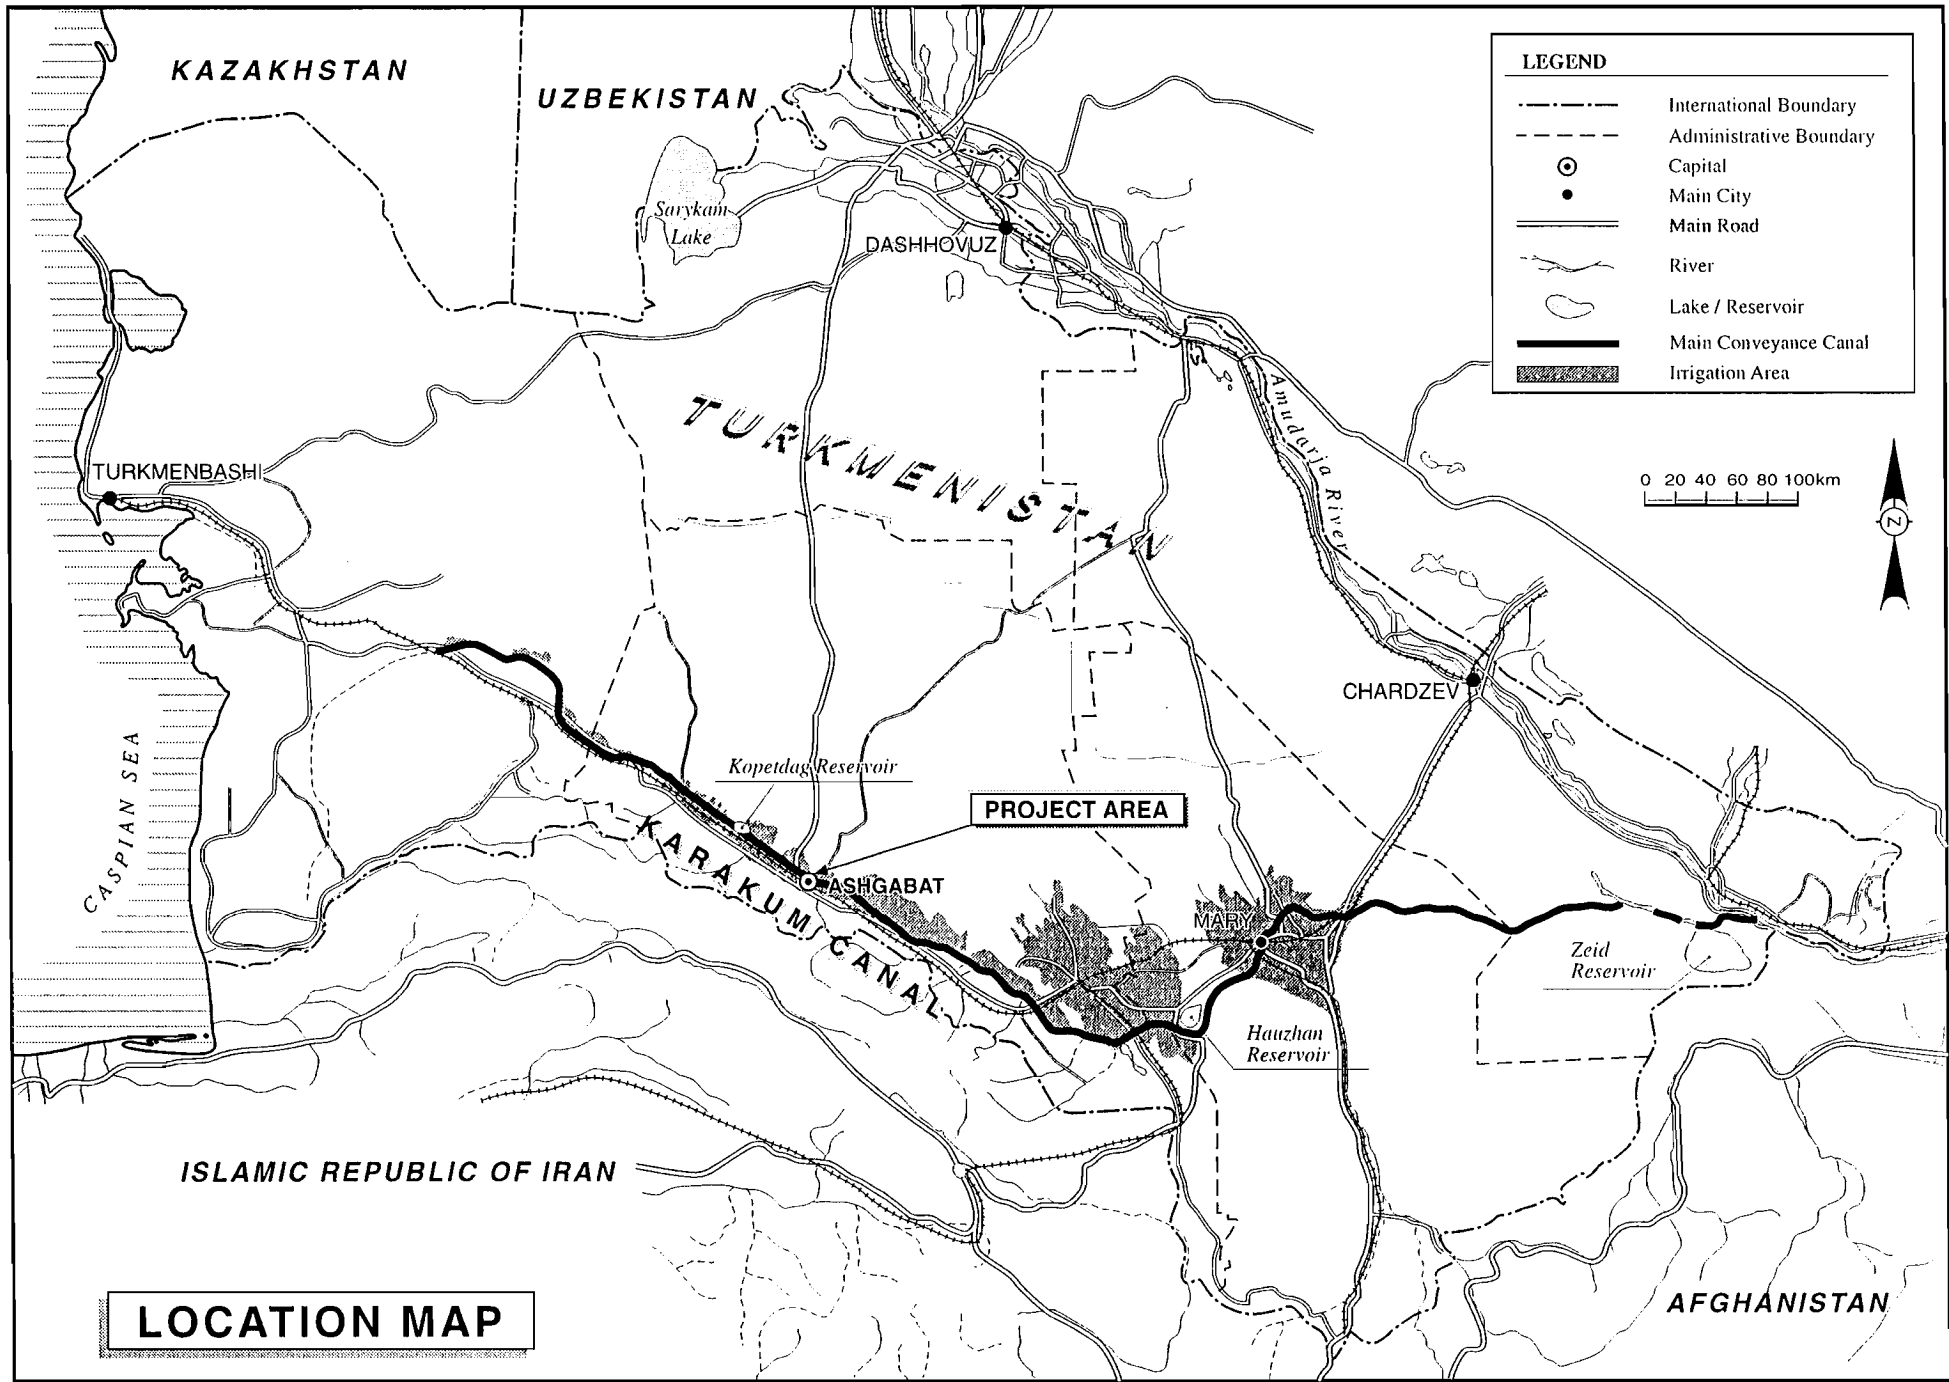 KAZAKHSTAN
UZBEKISTAN
LEGEND
International Boundary
Administrative Boundary
Capital
Main City
Main Road
River
Lake / Reservoir
Main Conveyance Canal
Irrigation Area
Sarykam
Lake
DASHHOVUZ
TURKMENISTAN
Amudarja River
TURKMENBASHI
0 20 40 60 80 100km
N
CHARDZEV
CASPIAN SEA
Kopetdag Reservoir
PROJECT AREA
KARAKUM CANAL
ASHGABAT
MARY
Zeid
Reservoir
Hauzhan
Reservoir
ISLAMIC REPUBLIC OF IRAN
AFGHANISTAN
LOCATION MAP